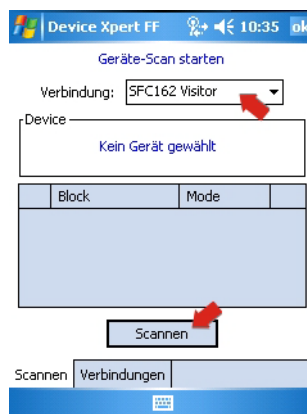 Device Xpert FF 10:35 ok
Geräte-Scan starten
Verbindung: SFC162 Visitor
Device
Kein Gerät gewählt
Block Mode
Scannen
Scannen Verbindungen